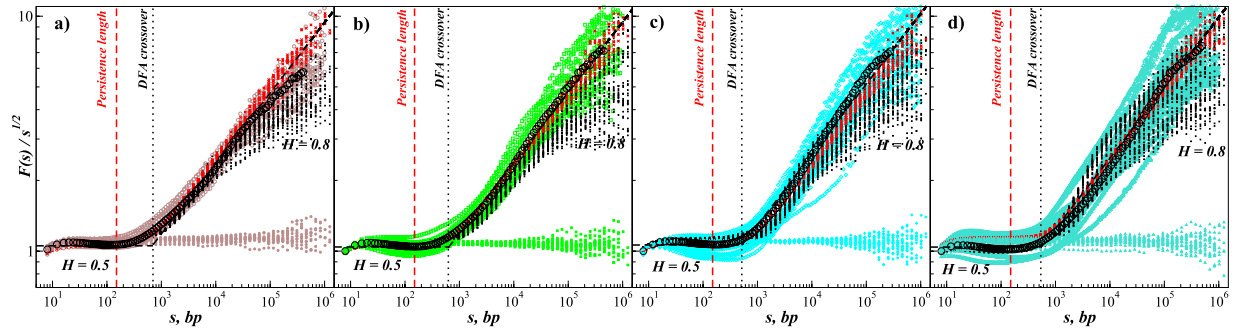 10
1
F(s) / s^{1/2}
a)
Persistence length
DFA crossover
H = 0.8
H = 0.5
10^1 10^2 10^3 10^4 10^5 10^6
s, bp
b)
Persistence length
DFA crossover
H = 0.8
H = 0.5
10^1 10^2 10^3 10^4 10^5 10^6
s, bp
c)
Persistence length
DFA crossover
H = 0.8
H = 0.5
10^1 10^2 10^3 10^4 10^5 10^6
s, bp
d)
Persistence length
DFA crossover
H = 0.8
H = 0.5
10^1 10^2 10^3 10^4 10^5 10^6
s, bp